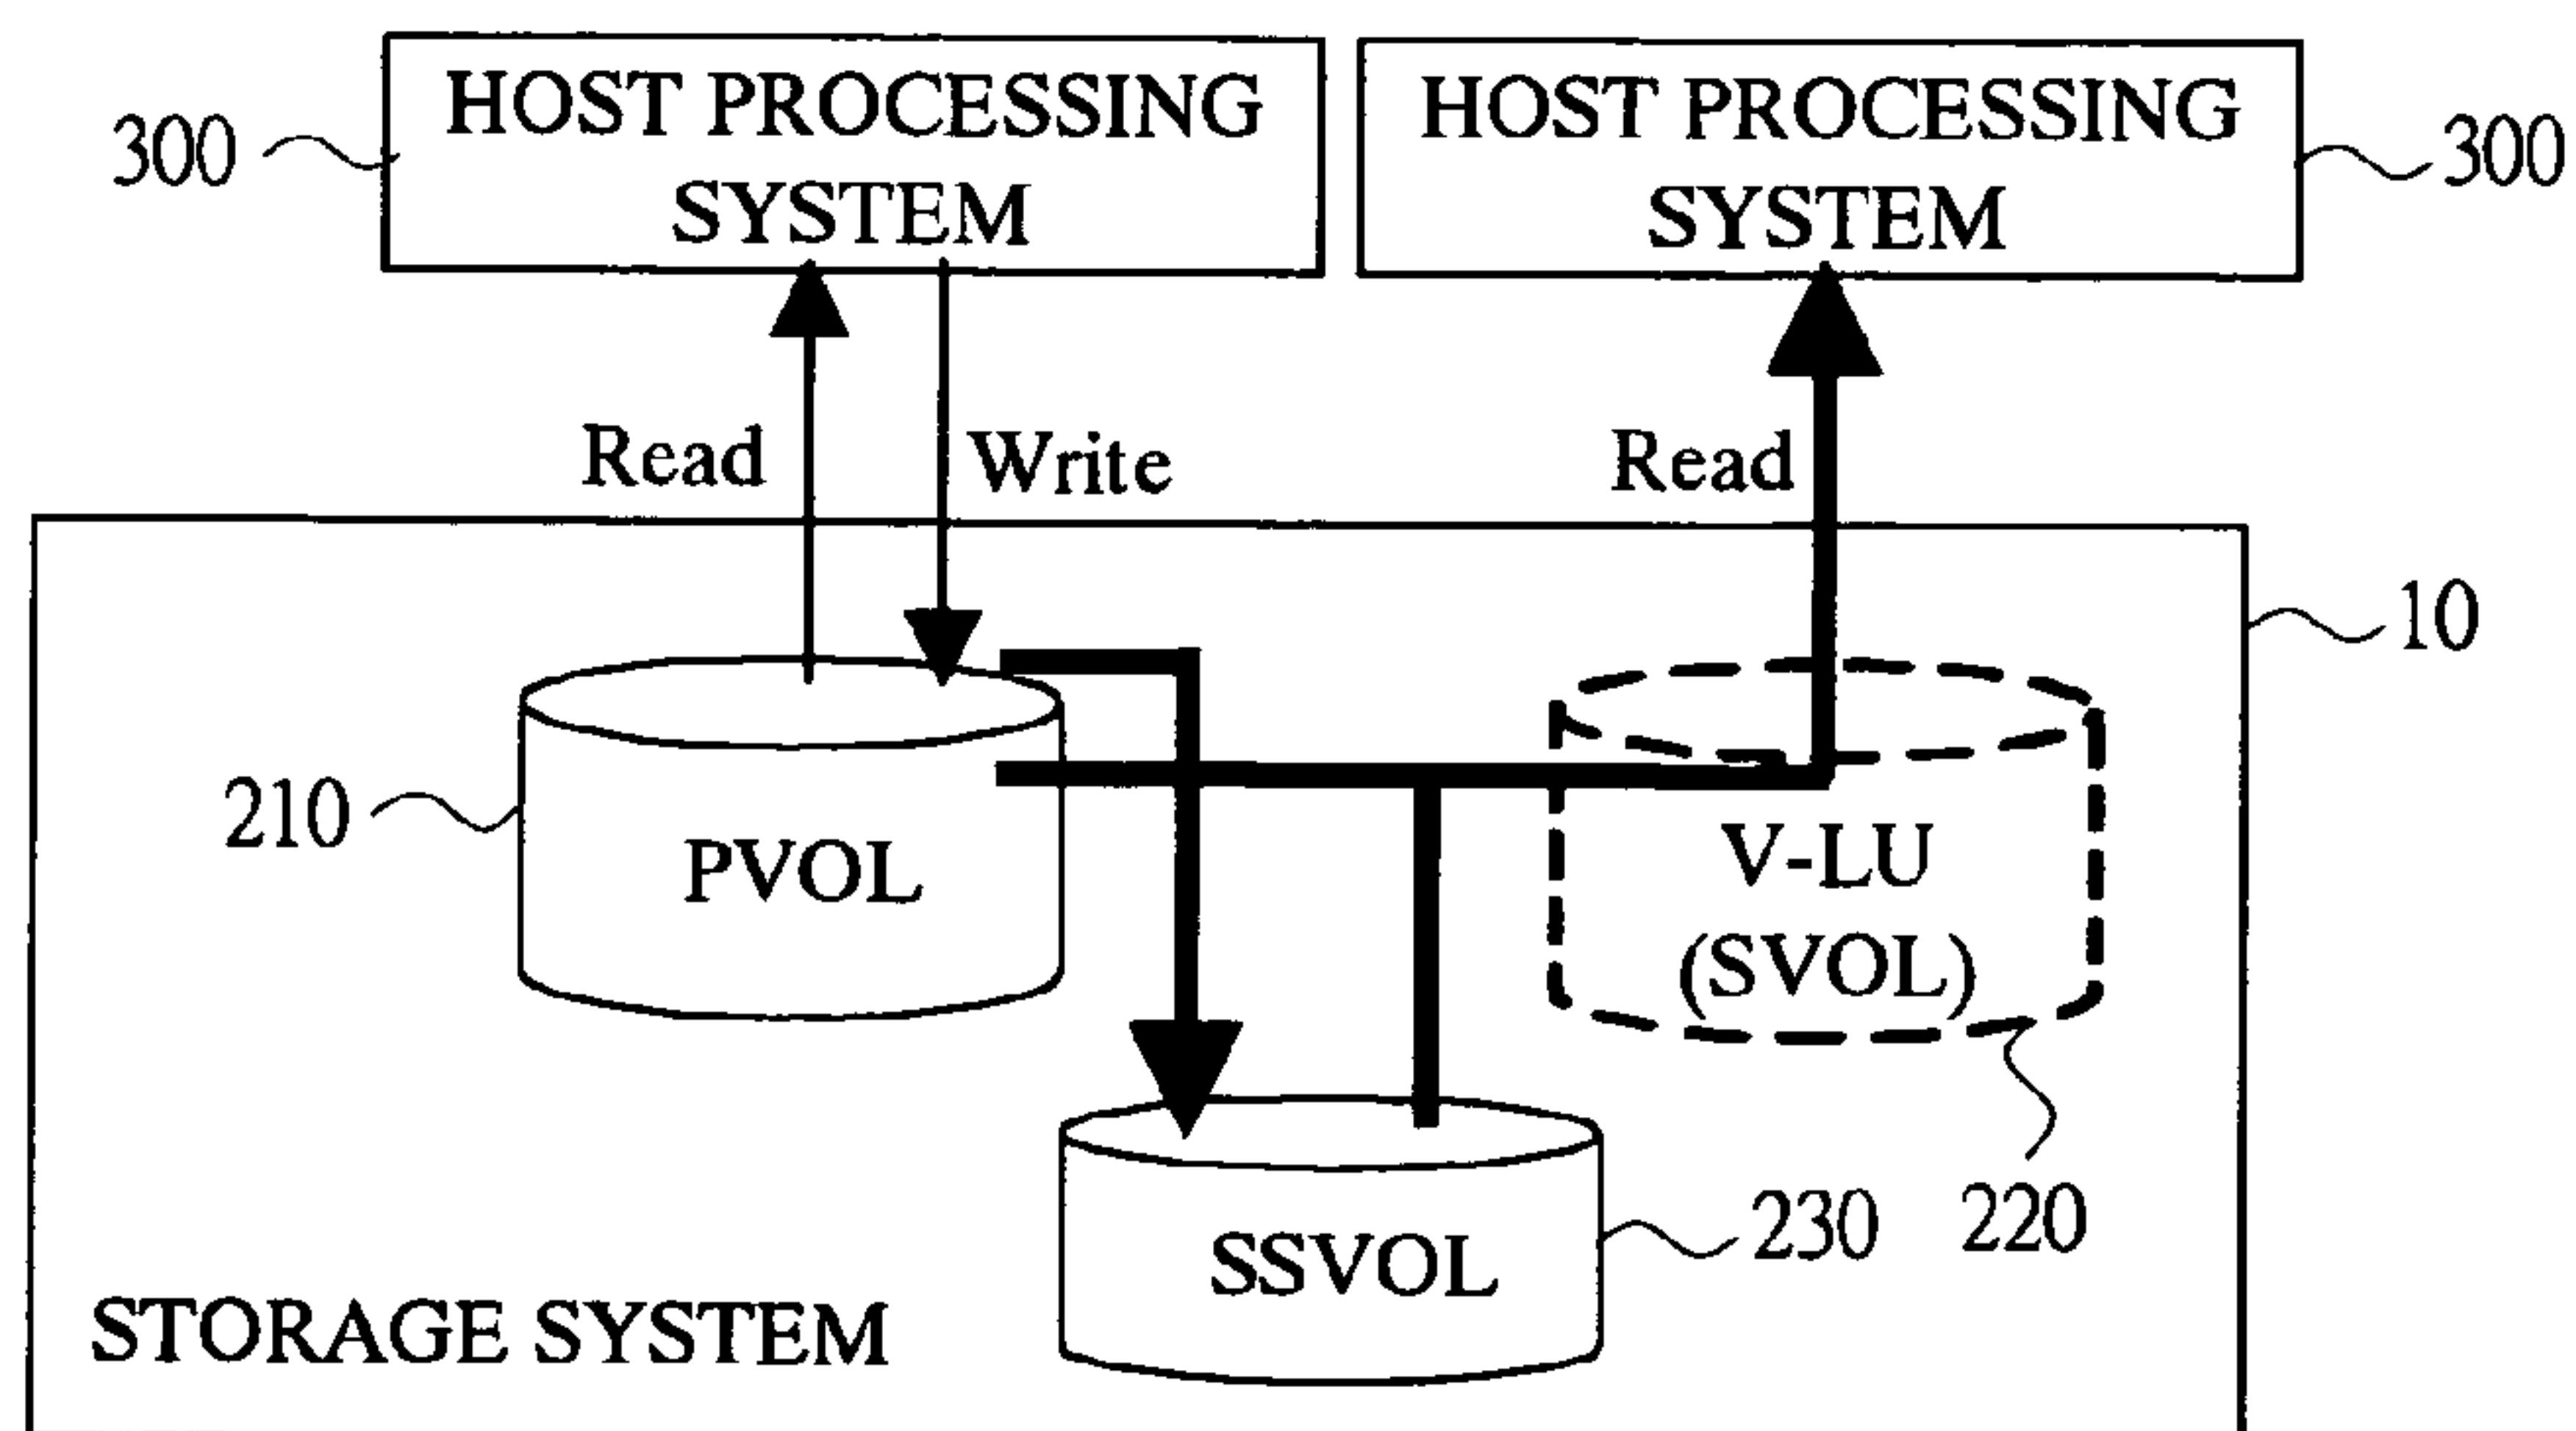 HOST PROCESSING
SYSTEM
HOST PROCESSING
SYSTEM
300
300
Read
Write
Read
10
210
PVOL
V-LU
(SVOL)
SSVOL
230
220
STORAGE SYSTEM